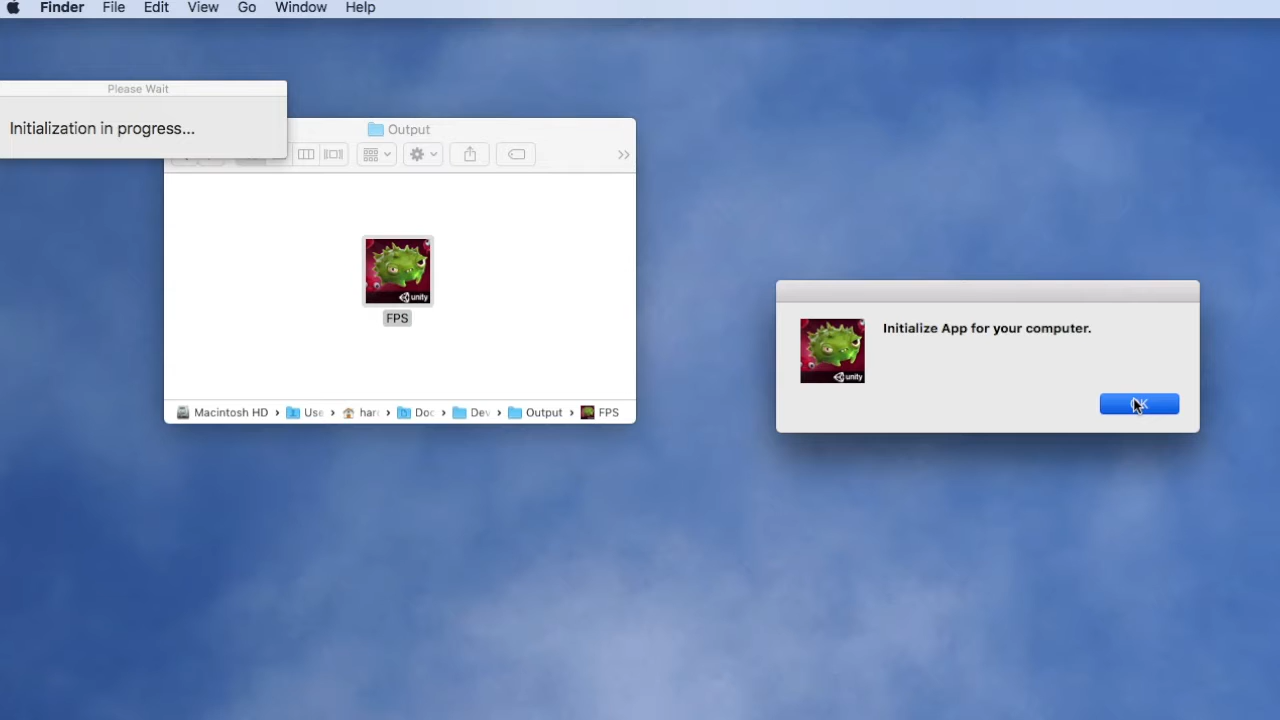 Finder File Edit View Go Window Help
Please Wait
Initialization in progress...
Output
unity
FPS
Macintosh HD › Use › har › Doc › Dev › Output › FPS
Initialize App for your computer.
unity
OK